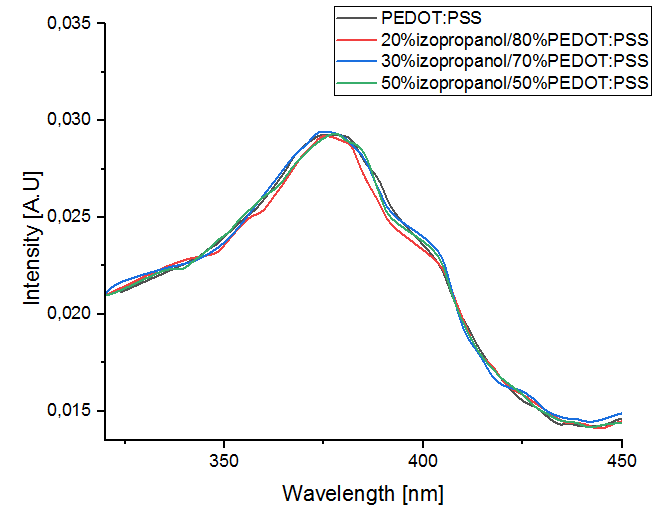 PEDOT:PSS
20%izopropanol/80%PEDOT:PSS
30%izopropanol/70%PEDOT:PSS
50%izopropanol/50%PEDOT:PSS
0,035
0,030
0,025
0,020
0,015
Intensity [A.U]
350
400
450
Wavelength [nm]